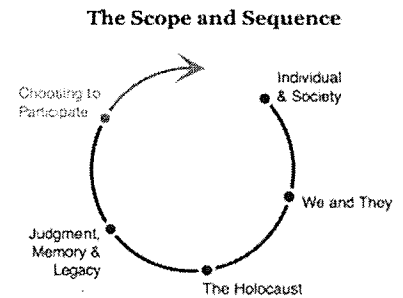 The Scope and Sequence
Individual
& Society
We and They
The Holocaust
Judgment,
Memory &
Legacy
Choosing to
Participate